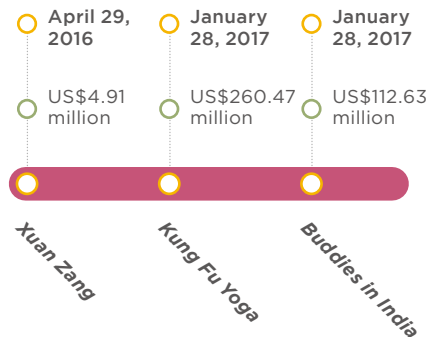 April 29,
2016
January
28, 2017
January
28, 2017
US$4.91
million
US$260.47
million
US$112.63
million
Xuan Zang
Kung Fu Yoga
Buddies in India